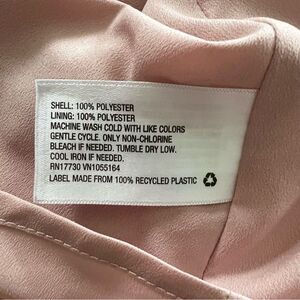 SHELL: 100% POLYESTER
LINING: 100% POLYESTER
MACHINE WASH COLD WITH LIKE COLORS
GENTLE CYCLE. ONLY NON-CHLORINE
BLEACH IF NEEDED. TUMBLE DRY LOW.
COOL IRON IF NEEDED.
RN17730 VN1055164
LABEL MADE FROM 100% RECYCLED PLASTIC